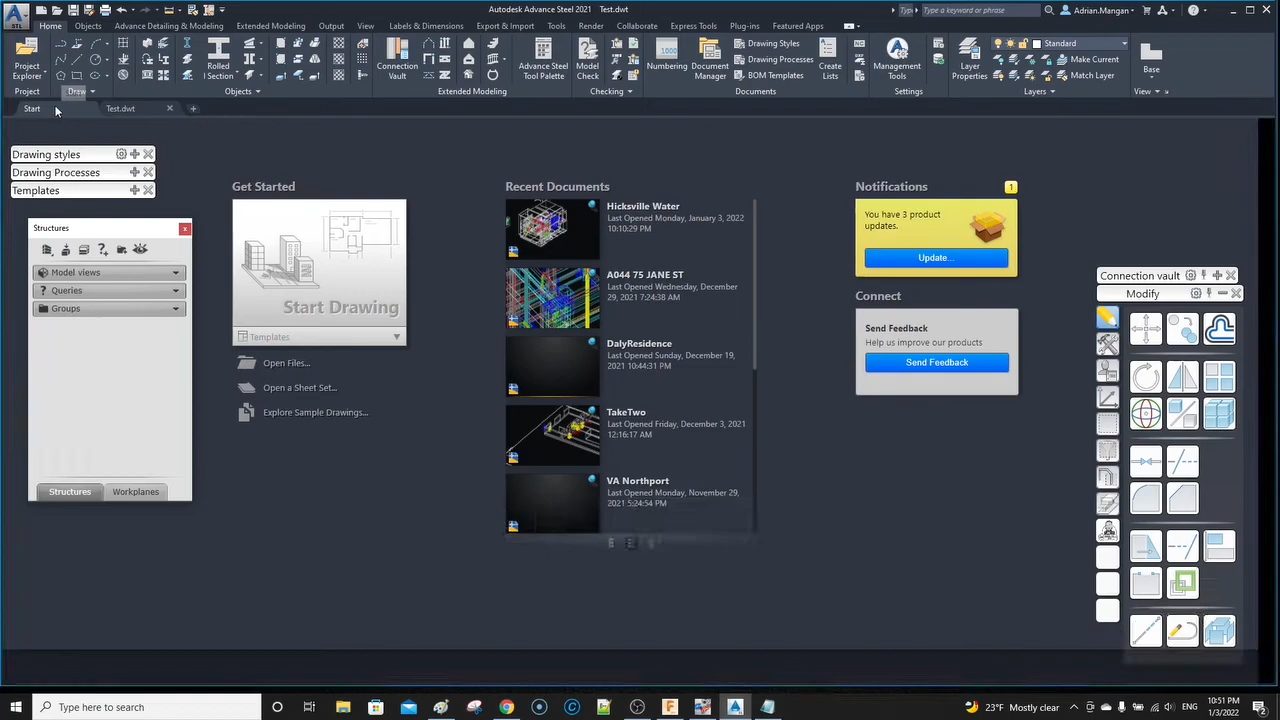 Autodesk Advance Steel 2021 Test.dwt
Type a keyword or phrase
Adrian.Mangan
Home Objects Advanced Detailing & Fabrication Extended Modeling Output View Labels & Dimensions Export & Import Tools Render Collaborate Express Tools Plug-ins Featured Apps
Project Explorer
Rolled I Section
Connection Vault
Advance Steel Tool Palette
Model Check
Numbering
Document Manager
Drawing Styles
Drawing Processes
BOM Templates
Create Lists
Management Tools
Layer Properties
Standard
Make Current
Match Layer
Base
Project Draw Objects Extended Modeling Checking Documents Settings Layers View
Start Test.dwt
Drawing styles
Drawing Processes
Templates
Structures
Model views
Queries
Groups
Structures Workplanes
Get Started
Start Drawing
Templates
Open Files...
Open a Sheet Set...
Explore Sample Drawings...
Recent Documents
Hicksville Water
Last Opened Monday, January 3, 2022
10:10:29 PM
A044 75 JANE ST
Last Opened Wednesday, December
29, 2021 7:24:38 AM
DalyResidence
Last Opened Sunday, December 19,
2021 10:44:31 PM
TakeTwo
Last Opened Friday, December 3, 2021
12:16:17 AM
VA Northport
Last Opened Monday, November 29,
2021 5:24:54 PM
Notifications 1
You have 3 product
updates.
Update...
Connect
Send Feedback
Help us improve our products
Send Feedback
Connection vault
Modify
Type here to search
23°F Mostly clear
10:51 PM
1/3/2022